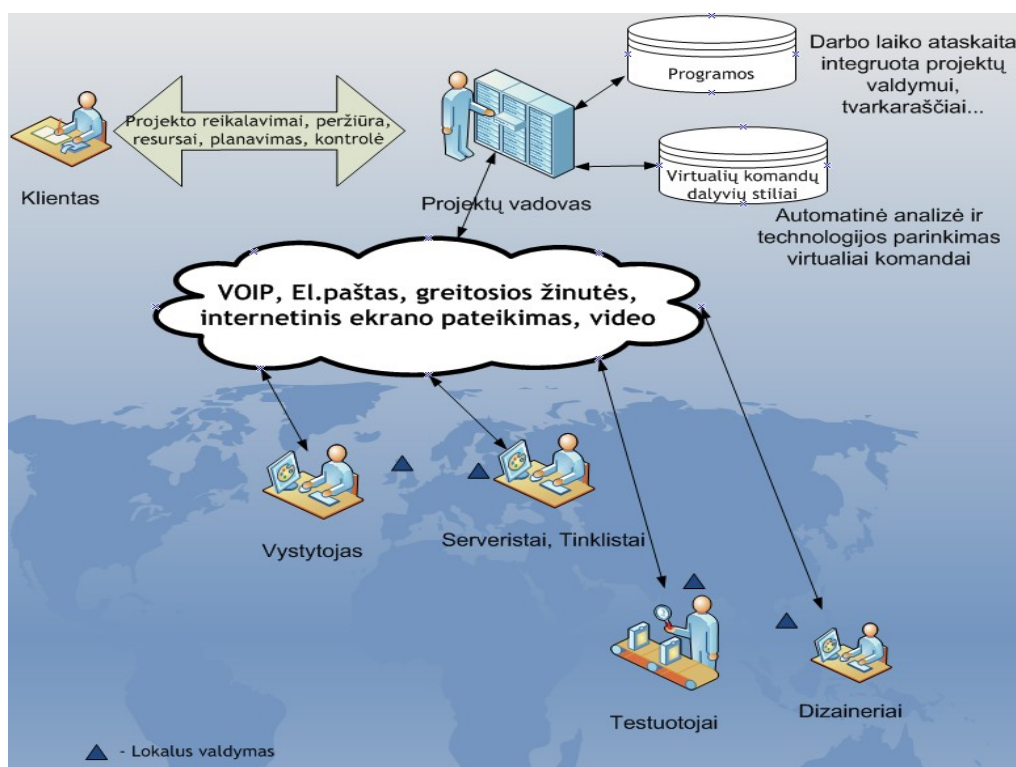 Programos
Darbo laiko ataskaita
integruota projektų
valdymui,
tvarkaraščiai...
Projekto reikalavimai, peržiūra,
resursai, planavimas, kontrolė
Klientas
Projektų vadovas
Virtualių komandų
dalyvių stiliai
Automatinė analizė ir
technologijos parinkimas
virtualiai komandai
VOIP, El.paštas, greitosios žinutės,
internetinis ekrano pateikimas, video
Vystytojas
Serveristai, Tinklistai
Testuotojai
Dizaineriai
- Lokalus valdymas